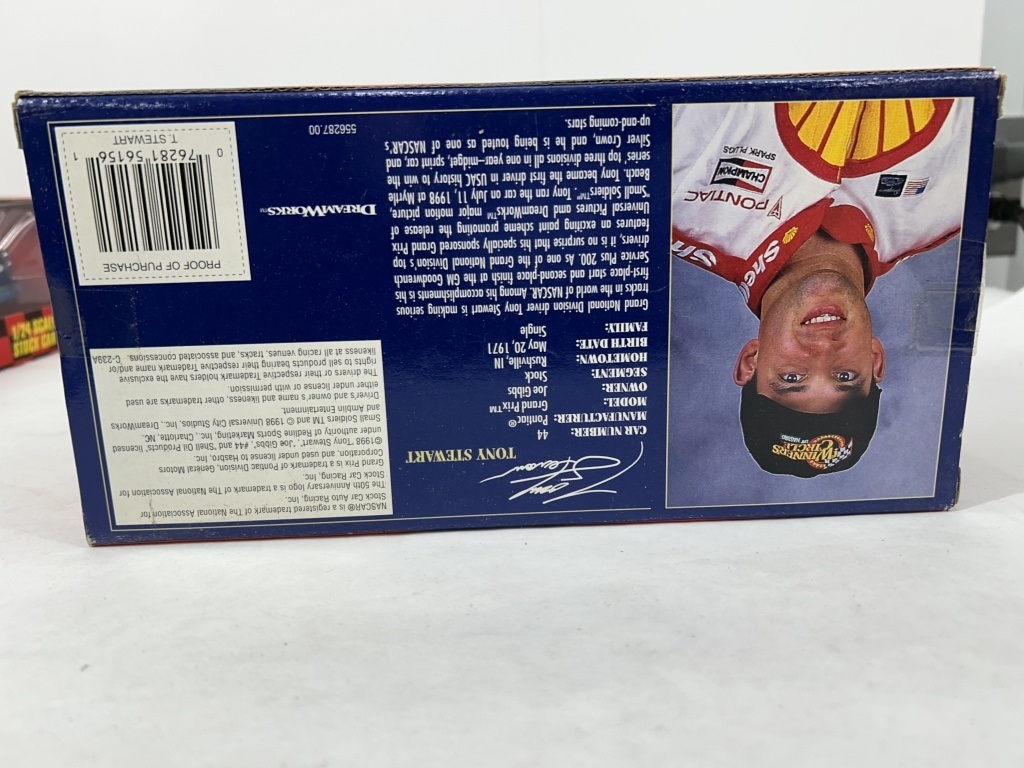 Tony Stewart
TONY STEWART
CAR NUMBER: 44
MANUFACTURER: Pontiac®
MODEL: Grand Prix™
OWNER: Joe Gibbs
SEGMENT: Stock
HOMETOWN: Rushville, IN
BIRTH DATE: May 20, 1971
FAMILY: Single
Grand National Division driver Tony Stewart is making serious
tracks in the world of NASCAR. Among his accomplishments is his
first-place start and second-place finish at the GM Goodwrench
Service Plus 200. As one of the Grand National Division's top
drivers, it is no surprise that his specially sponsored Grand Prix
features an exciting paint scheme promoting the release of
Universal Pictures and DreamWorks™ major motion picture,
"Small Soldiers"™. Tony ran the car on July 11, 1998 at Myrtle
Beach. Tony became the first driver in USAC history to win the
series' top three divisions all in one year-midget, sprint car, and
Silver Crown, and he is and is being touted as one of NASCAR's
up-and-coming stars.
556287.00
DREAMWORKS™
NASCAR® is a registered trademark of The National Association for
Stock Car Auto Racing, Inc.
The 50th Anniversary logo is a trademark of The National Association for
Stock Car Racing, Inc.
Grand Prix is a trademark of Pontiac Division, General Motors
Corporation, and used under license to Hasbro, Inc.
©1998 Tony Stewart', 'Joe Gibbs, #44 and 'Shell Oil Products, licensed
under authority of Redline Sports Marketing, Inc., Charlotte, NC.
Small Soldiers TM and © 1998 Universal City Studios, Inc., DreamWorks
and Amblin Entertainment.
Driver's and owner's name and likeness, other trademarks are used
either under license or with permission.
The drivers or their respective Trademark holders have the exclusive
rights to sell products bearing their respective Trademark name and/or
likeness at all racing venues, tracks, and associated concessions. C-239A
PROOF OF PURCHASE
0 76281 56156 1
T. STEWART
WINNER'S
CIRCLE
Shell
Shell
PONTIAC
CHAMPION
SPARK PLUGS
1/24 SCALE
STOCK CAR